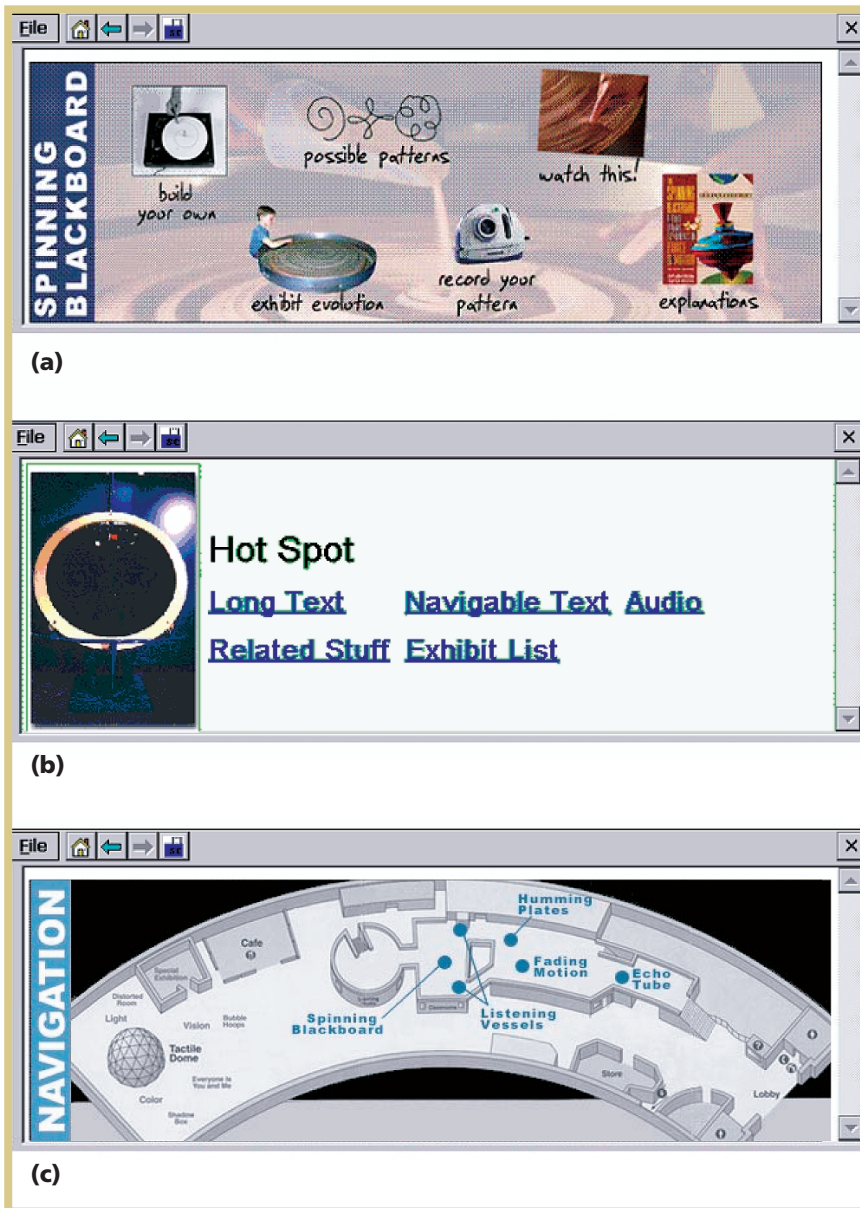 File
SPINNING
BLACKBOARD
build
your own
possible patterns
watch this!
exhibit evolution
record your
pattern
explanations
(a)
File
Hot Spot
Long Text Navigable Text Audio
Related Stuff Exhibit List
(b)
File
NAVIGATION
Humming
Plates
Cafe
Special
Exhibition
Fading
Motion
Echo
Tube
Distorted
Room
Light
Vision
Bubble
Hoops
Spinning
Blackboard
Listening
Vessels
Tactile
Dome
Everyone Is
You and Me
Color
Shadow
Box
Store
Lobby
(c)